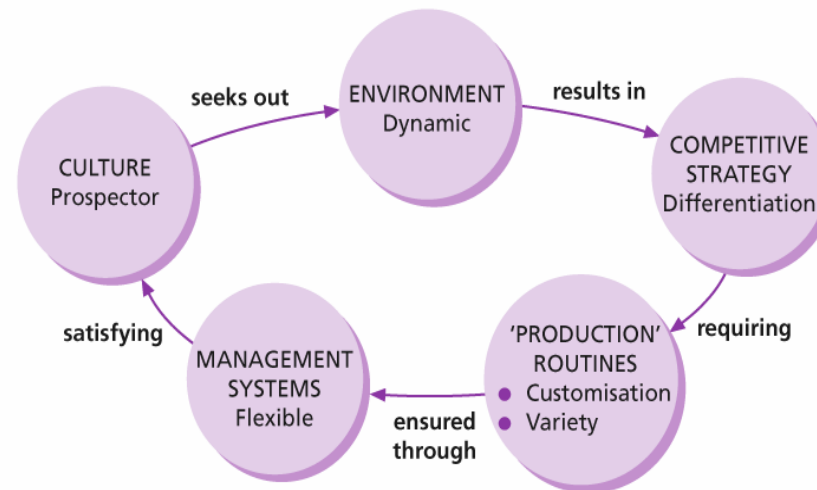 seeks out
ENVIRONMENT
Dynamic
results in
CULTURE
Prospector
COMPETITIVE
STRATEGY
Differentiation
satisfying
MANAGEMENT
SYSTEMS
Flexible
ensured
through
'PRODUCTION'
ROUTINES
• Customisation
• Variety
requiring